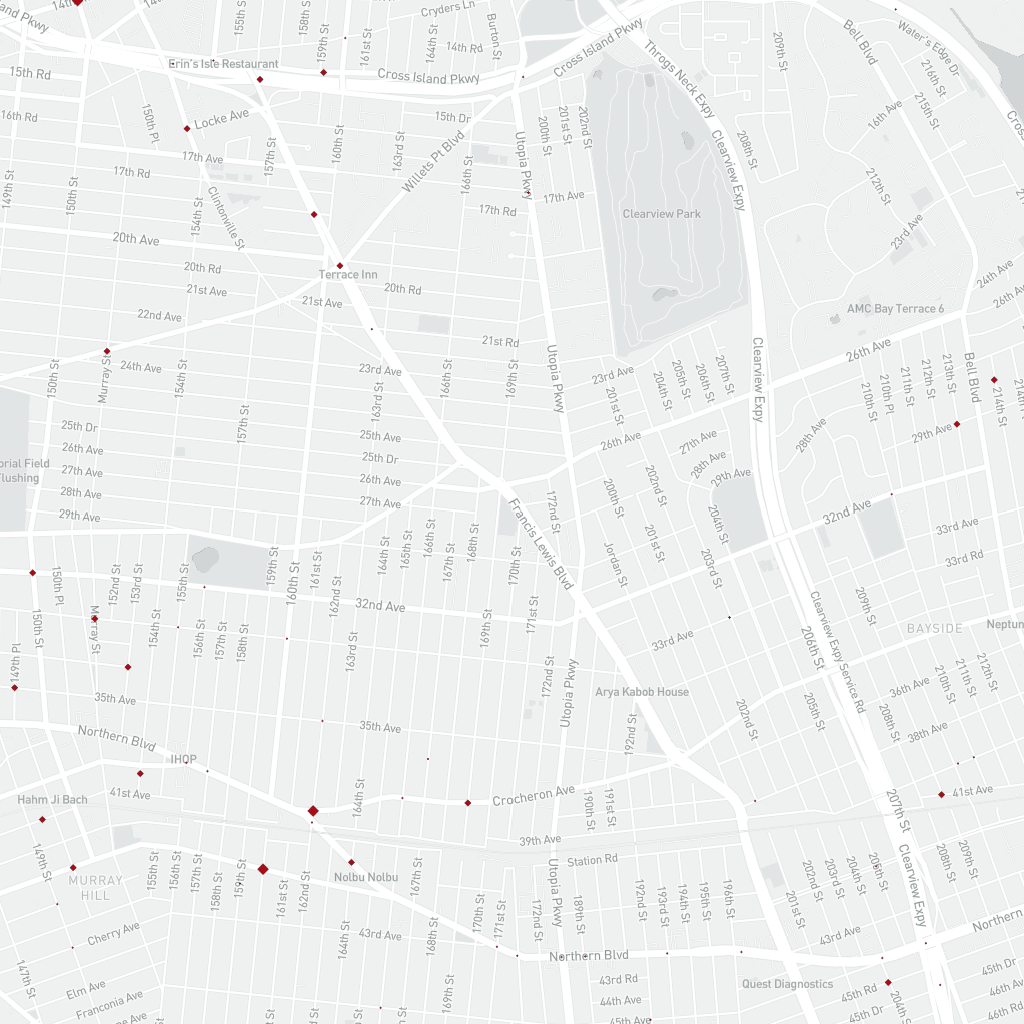 14th
Island Pkwy
155th St
158th St
159th St
161st St
Cryders Ln
164th St
14th Rd
Burton St
Cross Island Pkwy
Throgs Neck Expy
209th St
Bell Blvd
Water's Edge Dr
Erin's Isle Restaurant
Cross Island Pkwy
15th Rd
16th Rd
150th Pl
Locke Ave
17th Ave
157th St
160th St
163rd St
15th Dr
Willets Pt Blvd
166th St
200th St
201st St
202nd St
Utopia Pkwy
208th St
Clearview Expy
16th Ave
216th St
215th St
17th Rd
149th St
150th St
154th St
Clintonville St
17th Rd
17th Ave
Clearview Park
212th St
23rd Ave
20th Ave
20th Rd
Terrace Inn
21st Ave
21st Ave
20th Rd
24th Ave
26th Ave
22nd Ave
AMC Bay Terrace 6
21st Rd
26th Ave
150th St
Murray St
24th Ave
154th St
23rd Ave
163rd St
166th St
169th St
Utopia Pkwy
23rd Ave
201st St
204th St
205th St
206th St
207th St
Clearview Expy
Bell Blvd
213th St
212th St
211th St
210th Pl
210th St
214th St
214th
157th St
25th Dr
26th Ave
27th Ave
28th Ave
29th Ave
25th Ave
25th Dr
26th Ave
27th Ave
26th Ave
27th Ave
28th Ave
29th Ave
28th Ave
29th Ave
orial Field
Flushing
172nd St
200th St
202nd St
204th St
32nd Ave
33rd Ave
33rd Rd
Francis Lewis Blvd
164th St
165th St
166th St
167th St
168th St
170th St
Jordan St
201st St
203rd St
150th Pl
152nd St
153rd St
155th St
159th St
160th St
161st St
162nd St
32nd Ave
169th St
171st St
Clearview Expy Service Rd
209th St
BAYSIDE
Neptun
150th St
Murray St
154th St
156th St
157th St
158th St
163rd St
33rd Ave
206th St
149th Pl
172nd St
Utopia Pkwy
Arya Kabob House
36th Ave
210th St
211th St
212th St
35th Ave
35th Ave
192nd St
202nd St
205th St
208th St
38th Ave
Northern Blvd
IHOP
41st Ave
Hahm Ji Bach
164th St
Crocheron Ave
190th St
191st St
207th St
41st Ave
39th Ave
Station Rd
149th St
MURRAY
HILL
155th St
156th St
157th St
158th St
159th St
161st St
162nd St
Nolbu Nolbu
167th St
170th St
171st St
172nd St
Utopia Pkwy
189th St
192nd St
193rd St
194th St
195th St
196th St
201st St
202nd St
203rd St
204th St
205th St
Clearview Expy
208th St
209th St
Cherry Ave
164th St
43rd Ave
168th St
Northern Blvd
43rd Ave
Northern
147th St
Elm Ave
Franconia Ave
169th St
43rd Rd
44th Ave
45th Ave
Quest Diagnostics
45th Rd
45th Dr
204th St
45th Dr
46th Av
46th Rd